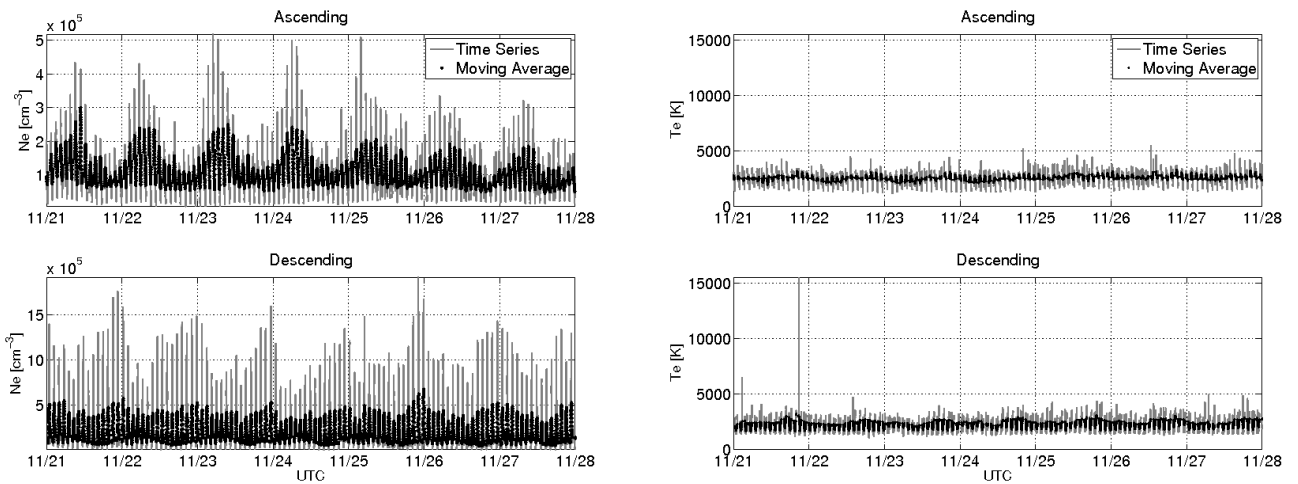 Ascending
x 10⁵
5
4
3
2
1
Ne [cm⁻³]
Time Series
Moving Average
11/21 11/22 11/23 11/24 11/25 11/26 11/27 11/28
Ascending
15000
10000
5000
0
Te [K]
Time Series
Moving Average
11/21 11/22 11/23 11/24 11/25 11/26 11/27 11/28
Descending
x 10⁵
15
10
5
Ne [cm⁻³]
11/21 11/22 11/23 11/24 11/25 11/26 11/27 11/28
UTC
Descending
15000
10000
5000
0
Te [K]
11/21 11/22 11/23 11/24 11/25 11/26 11/27 11/28
UTC